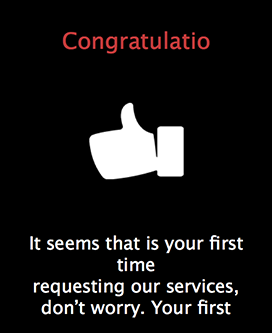 Congratulatio
It seems that is your first
time
requesting our services,
don't worry. Your first